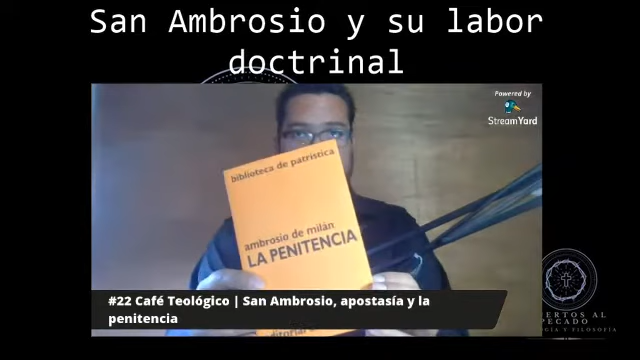 San Ambrosio y su labor
doctrinal
Powered by
StreamYard
biblioteca de patrística
ambrosio de milán
LA PENITENCIA
#22 Café Teológico | San Ambrosio, apostasía y la
penitencia